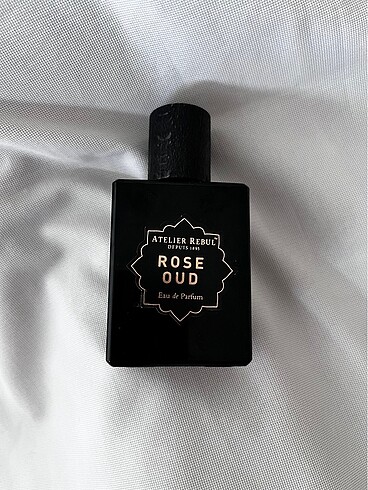 ATELIER REBUL
DEPUIS 1895
ROSE
OUD
Eau de Parfum